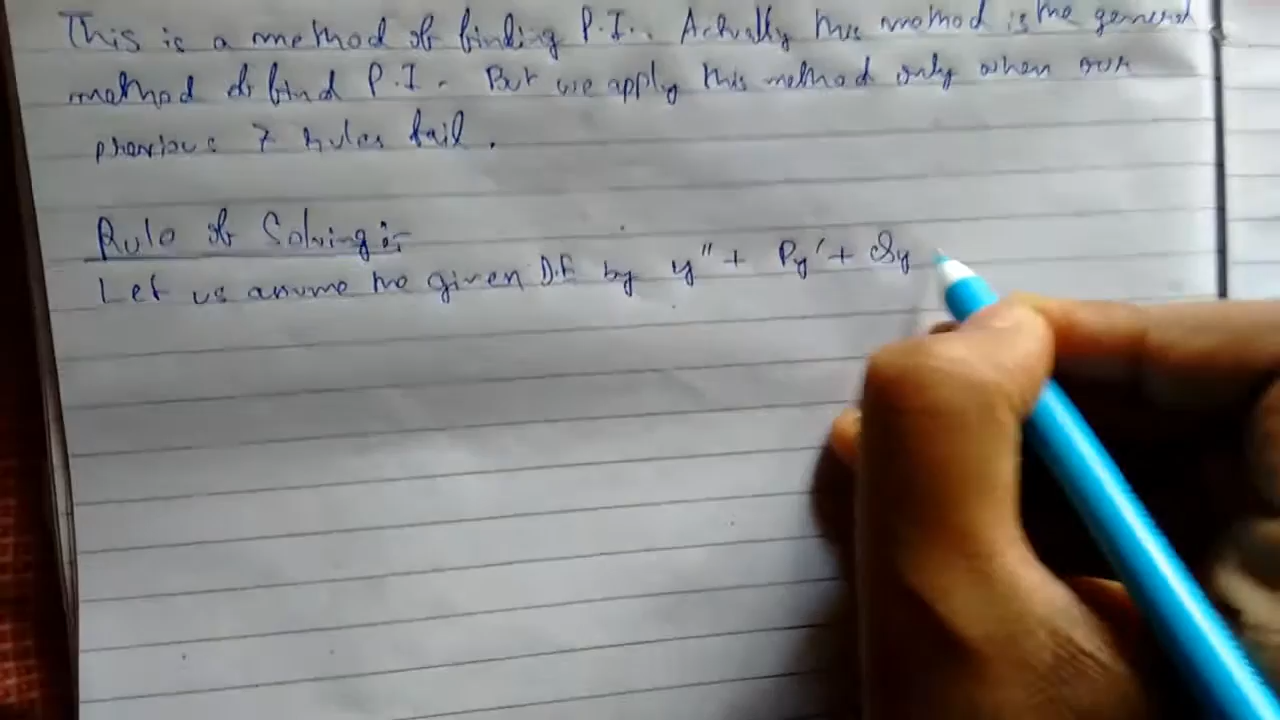 This is a method of finding P.I.. Actually this method is the general
method of find P.I. But we apply this method only when our
previous 7 rules fail.
Rule of Solving :-
Let us assume the given D.E by y'' + Py' + Qy